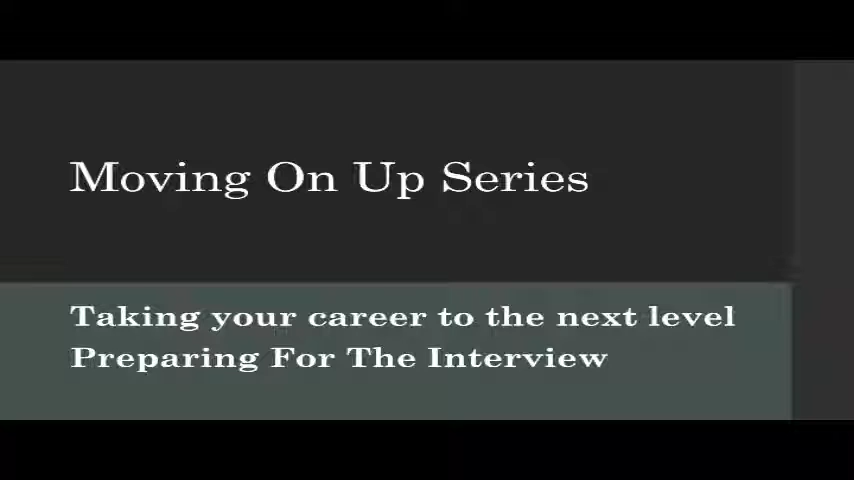 Moving On Up Series
Taking your career to the next level
Preparing For The Interview